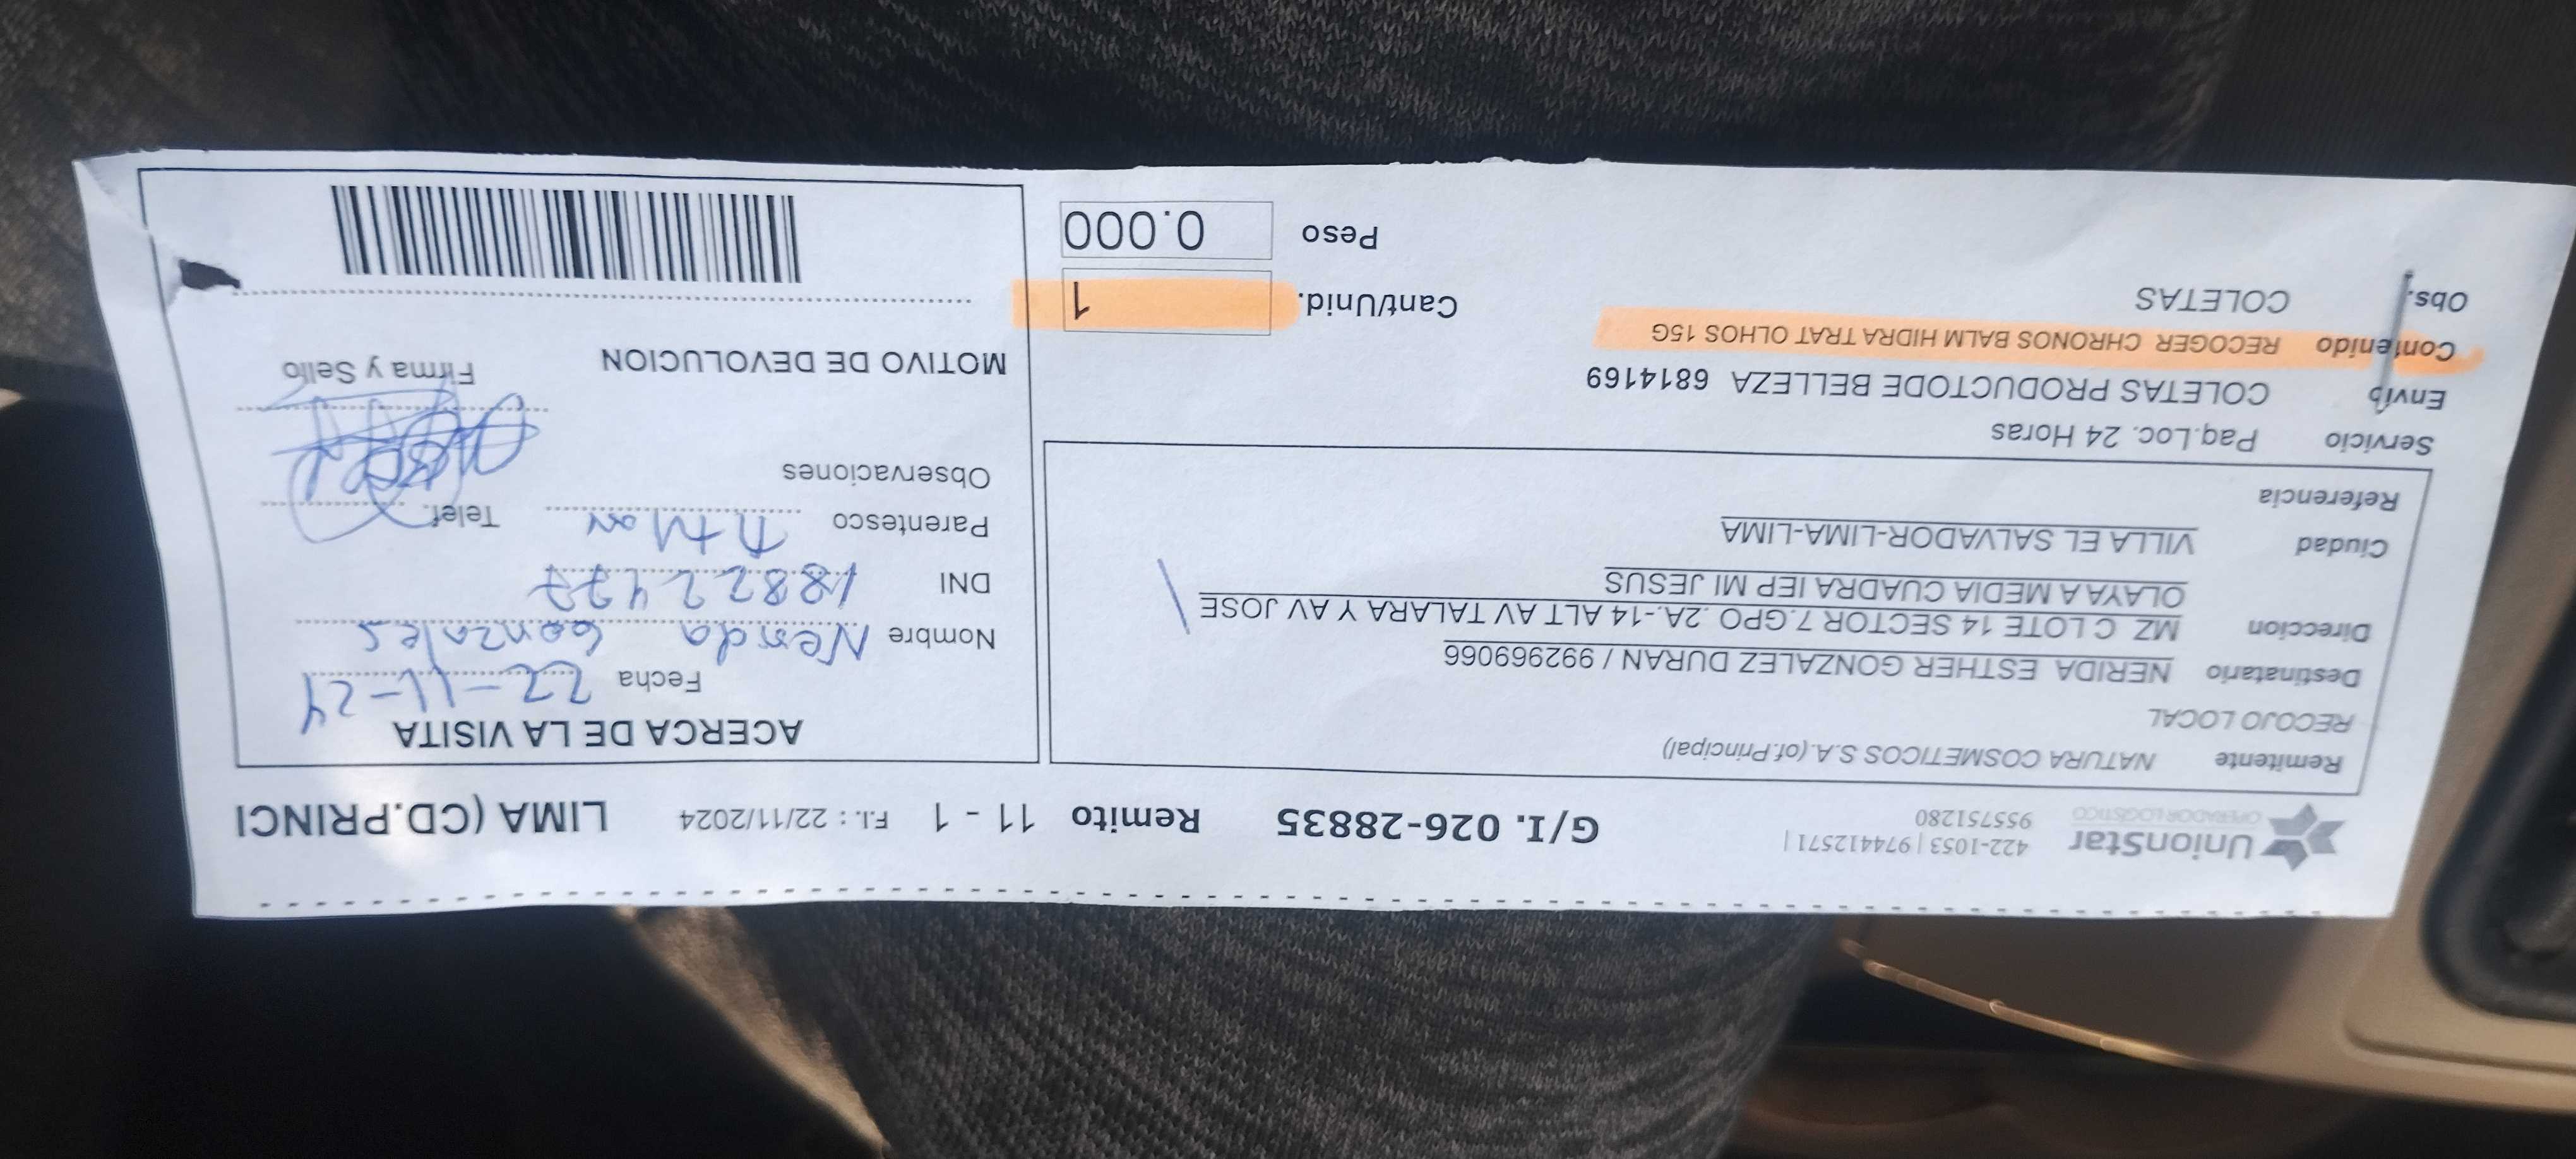 UnionStar
OPERADOR LOGISTICO
422-1053 | 974412571 |
955751280
G/I. 026-28835 Remito 11 - 1 F.I. : 22/11/2024 LIMA (CD.PRINCI
Remitente NATURA COSMETICOS S.A. (of.Principal)
RECOJO LOCAL
Destinatario NERIDA ESTHER GONZALEZ DURAN / 992969066
Direccion MZ C LOTE 14 SECTOR 7.GPO .2A.-14 ALT AV TALARA Y AV JOSE
OLAYA A MEDIA CUADRA IEP MI JESUS
Ciudad VILLA EL SALVADOR-LIMA-LIMA
Referencia
Servicio Paq.Loc. 24 Horas
Envio COLETAS PRODUCTODE BELLEZA 6814169
Contenido RECOGER CHRONOS BALM HIDRA TRAT OLHOS 15G
Obs. COLETAS
Cant/Unid. 1
Peso 0.000
ACERCA DE LA VISITA
Fecha 22-11-24
Nombre Nerida Gonzales
DNI 18822477
Parentesco Titular Telef.
Observaciones
Firma y Sello
MOTIVO DE DEVOLUCION